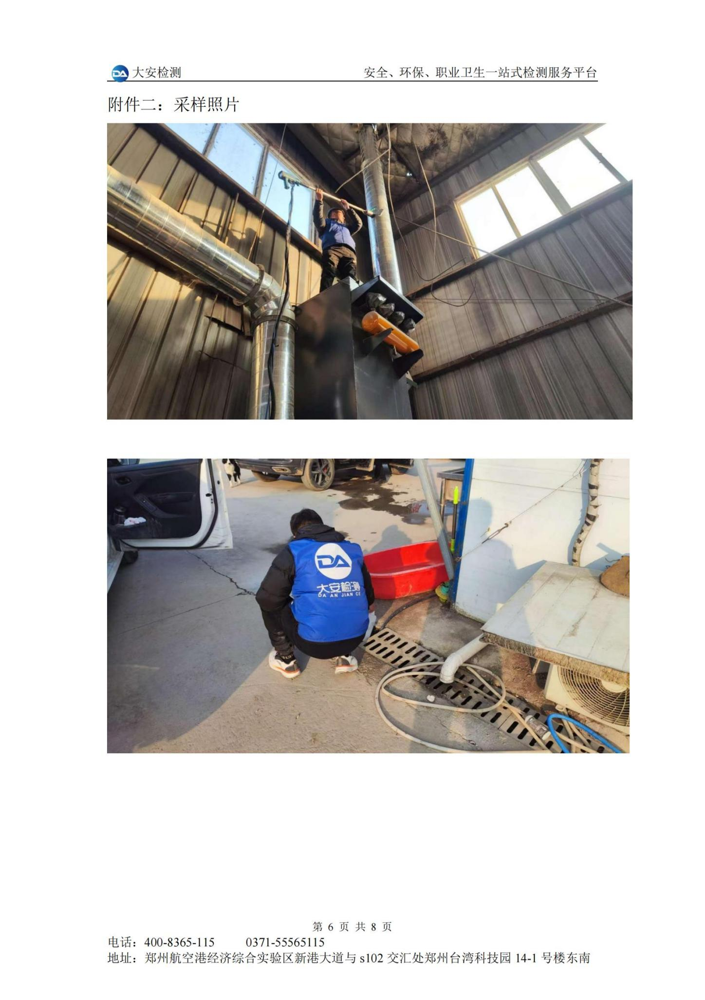 DA 大安检测 安全、环保、职业卫生一站式检测服务平台
附件二：采样照片
DA
大安检测
DA AN JIAN CE
第 6 页 共 8 页
电话：400-8365-115 0371-55565115
地址：郑州航空港经济综合实验区新港大道与 s102 交汇处郑州台湾科技园 14-1 号楼东南